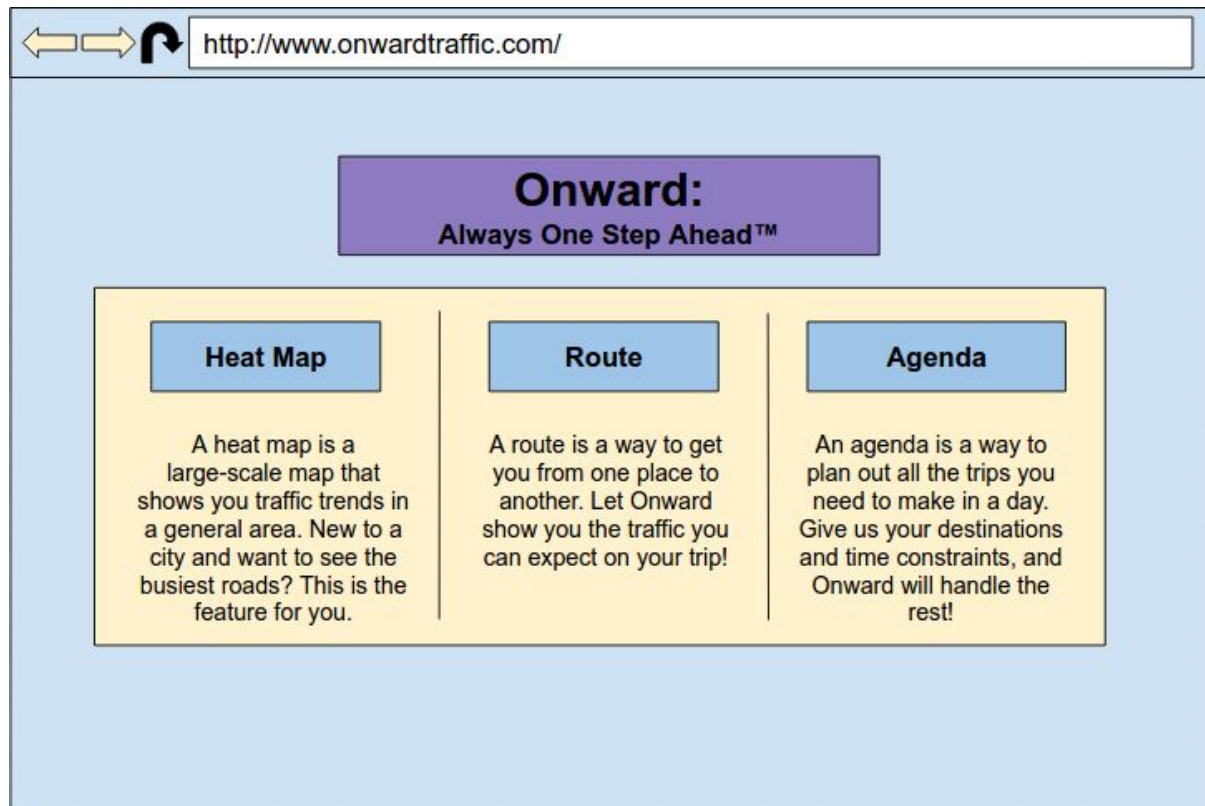 http://www.onwardtraffic.com/
Onward:
Always One Step Ahead™
Heat Map
A heat map is a
large-scale map that
shows you traffic trends in
a general area. New to a
city and want to see the
busiest roads? This is the
feature for you.
Route
A route is a way to get
you from one place to
another. Let Onward
show you the traffic you
can expect on your trip!
Agenda
An agenda is a way to
plan out all the trips you
need to make in a day.
Give us your destinations
and time constraints, and
Onward will handle the
rest!